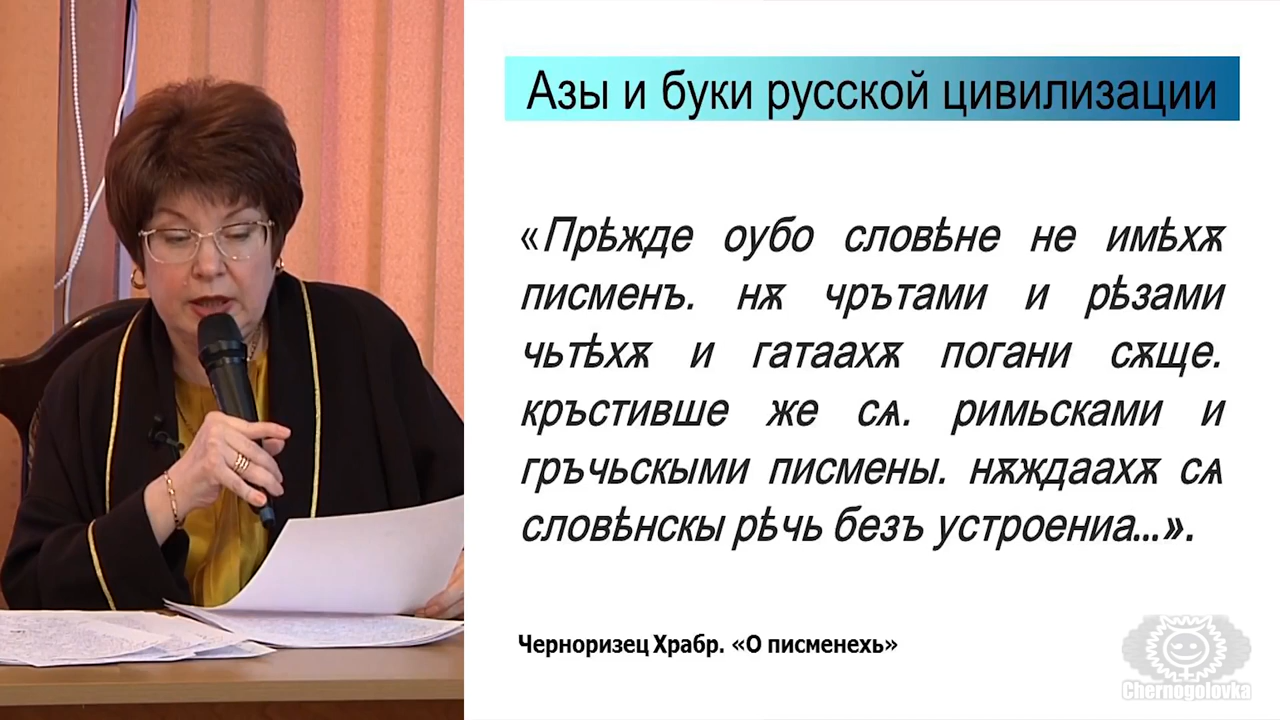 Азы и буки русской цивилизации
«Прѣжде оубо словѣне не имѣхѫ
писменъ. нѫ чрътами и рѣзами
чьтѣхѫ и гатаахѫ погани сѫще.
кръстивше же сѧ. римьсками и
гръчьскыми писмены. нѫждаахѫ сѧ
словѣнскы рѣчь безъ устроениа...».
Черноризец Храбр. «О писменехь»
Chernogolovka